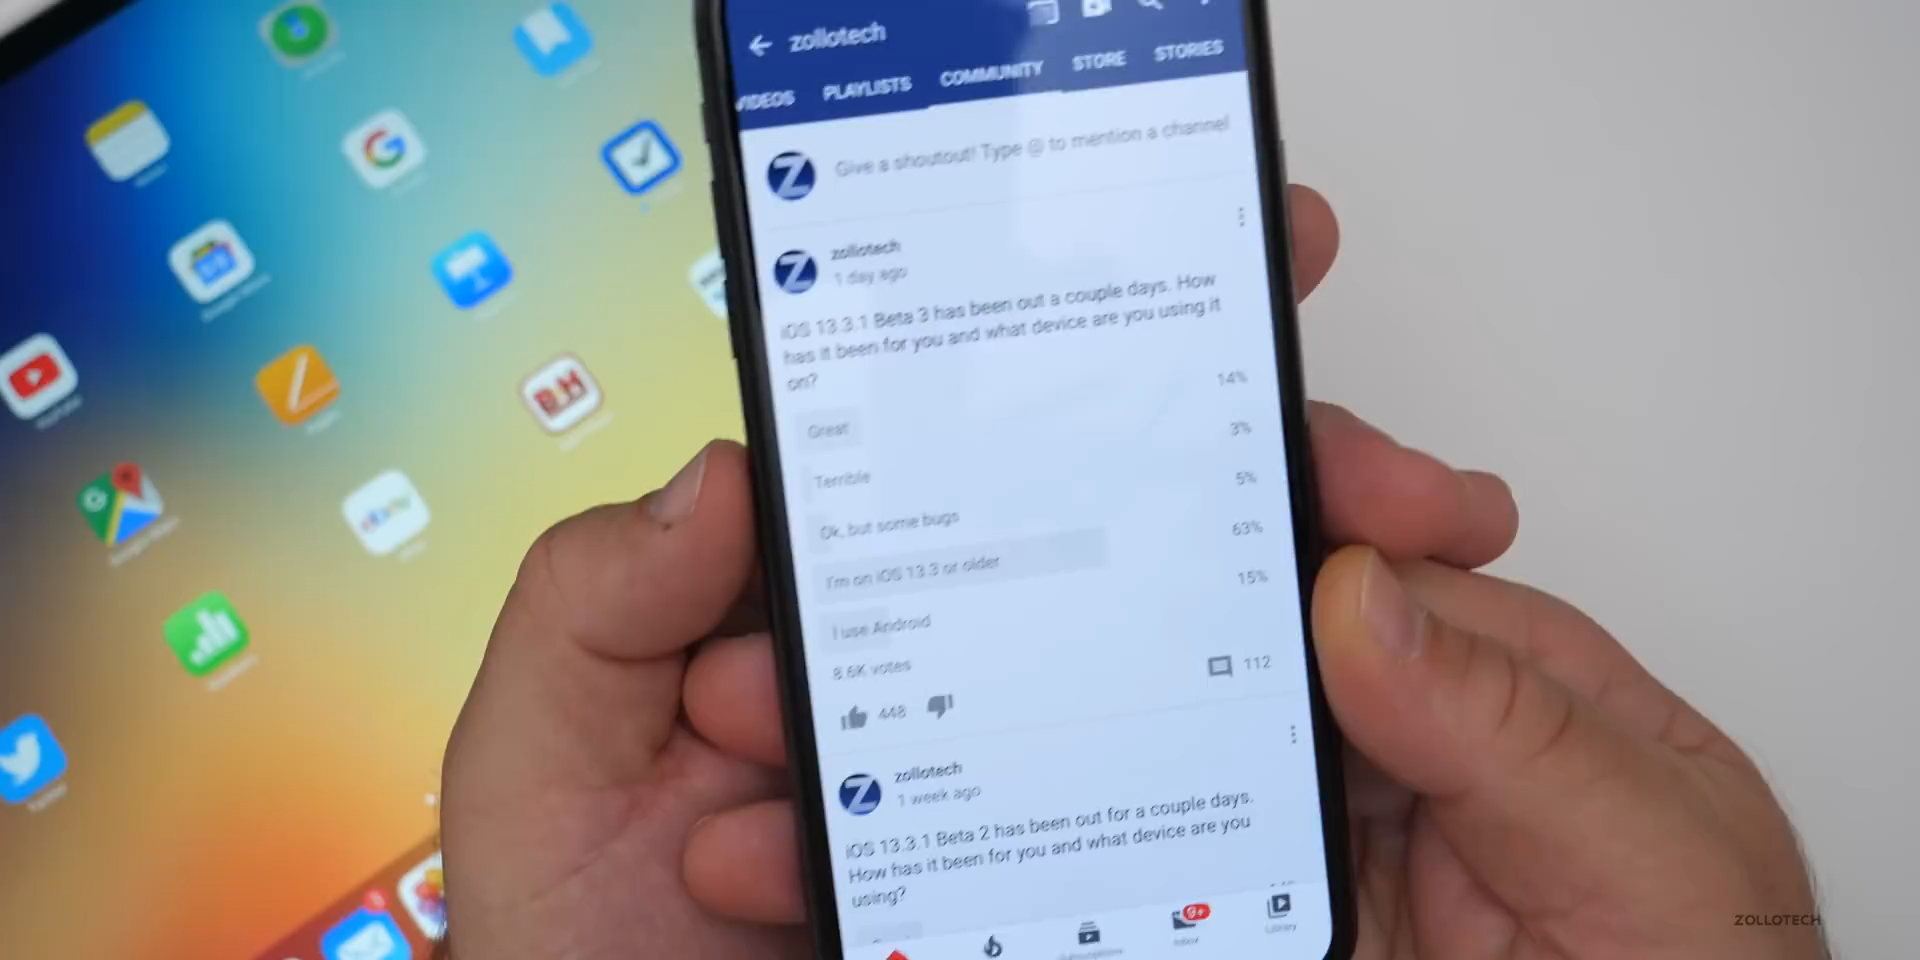 zollotech
VIDEOS PLAYLISTS COMMUNITY STORE STORIES
Give a shoutout! Type @ to mention a channel
zollotech
1 day ago
iOS 13.3.1 Beta 3 has been out a couple days. How
has it been for you and what device are you using it
on?
Great 14%
Terrible 3%
Ok, but some bugs 5%
I'm on iOS 13.3 or older 63%
I use Android 15%
8.6K votes
448
112
zollotech
1 week ago
iOS 13.3.1 Beta 2 has been out for a couple days.
How has it been for you and what device are you
using?
9+
Inbox
Library
B&H
ebay
ZOLLOTECH